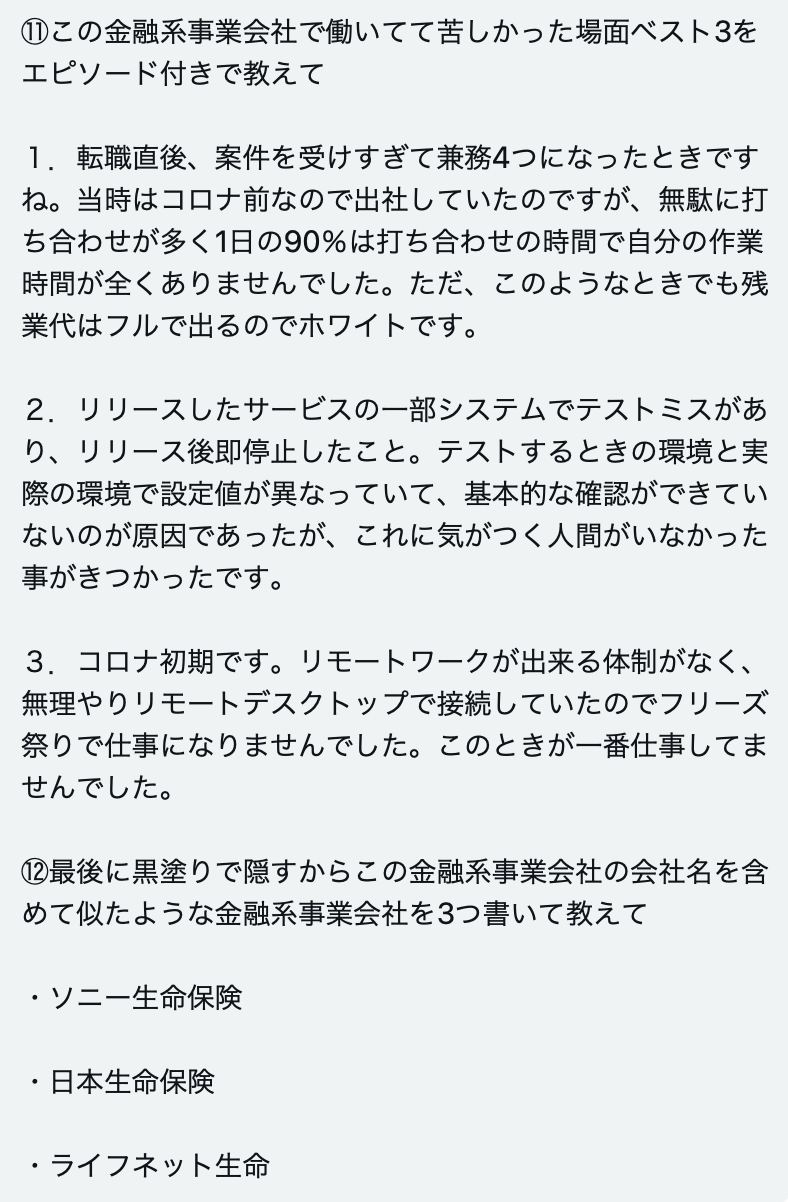 ⑪この金融系事業会社で働いてて苦しかった場面ベスト3を
エピソード付きで教えて
１．転職直後、案件を受けすぎて兼務4つになったときです
ね。当時はコロナ前なので出社していたのですが、無駄に打
ち合わせが多く1日の90％は打ち合わせの時間で自分の作業
時間が全くありませんでした。ただ、このようなときでも残
業代はフルで出るのでホワイトです。
２．リリースしたサービスの一部システムでテストミスがあ
り、リリース後即停止したこと。テストするときの環境と実
際の環境で設定値が異なっていて、基本的な確認ができてい
ないのが原因であったが、これに気がつく人間がいなかった
事がきつかったです。
３．コロナ初期です。リモートワークが出来る体制がなく、
無理やりリモートデスクトップで接続していたのでフリーズ
祭りで仕事になりませんでした。このときが一番仕事してま
せんでした。
⑫最後に黒塗りで隠すからこの金融系事業会社の会社名を含
めて似たような金融系事業会社を3つ書いて教えて
・ソニー生命保険
・日本生命保険
・ライフネット生命